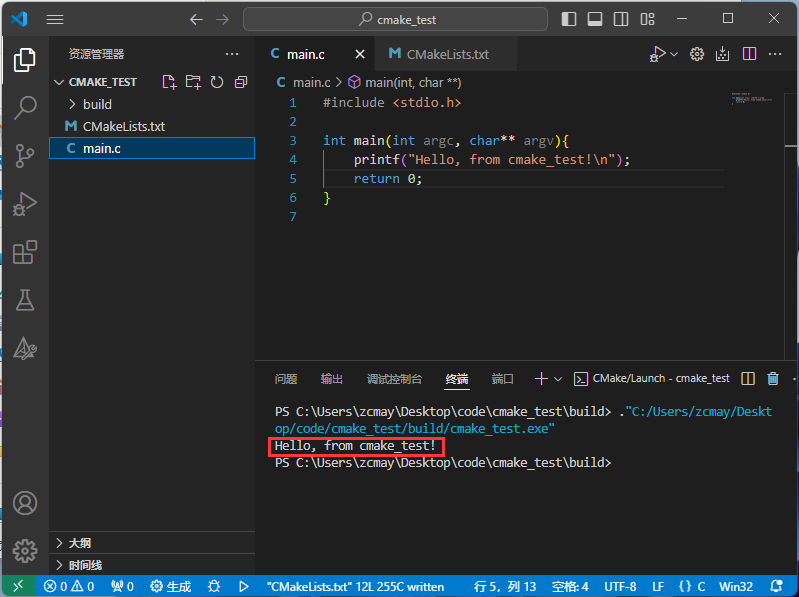 cmake_test
资源管理器
CMAKE_TEST
build
M CMakeLists.txt
C main.c
C main.c
M CMakeLists.txt
C main.c > main(int, char **)
1 #include <stdio.h>
2
3 int main(int argc, char** argv){
4 printf("Hello, from cmake_test!\n");
5 return 0;
6 }
7
问题 输出 调试控制台 终端 端口 CMake/Launch - cmake_test
PS C:\Users\zcmay\Desktop\code\cmake_test\build> ."C:/Users/zcmay/Deskt
op/code/cmake_test/build/cmake_test.exe"
Hello, from cmake_test!
PS C:\Users\zcmay\Desktop\code\cmake_test\build>
大纲
时间线
0 0 0 生成 "CMakeLists.txt" 12L 255C written 行 5，列 13 空格: 4 UTF-8 LF {} C Win32